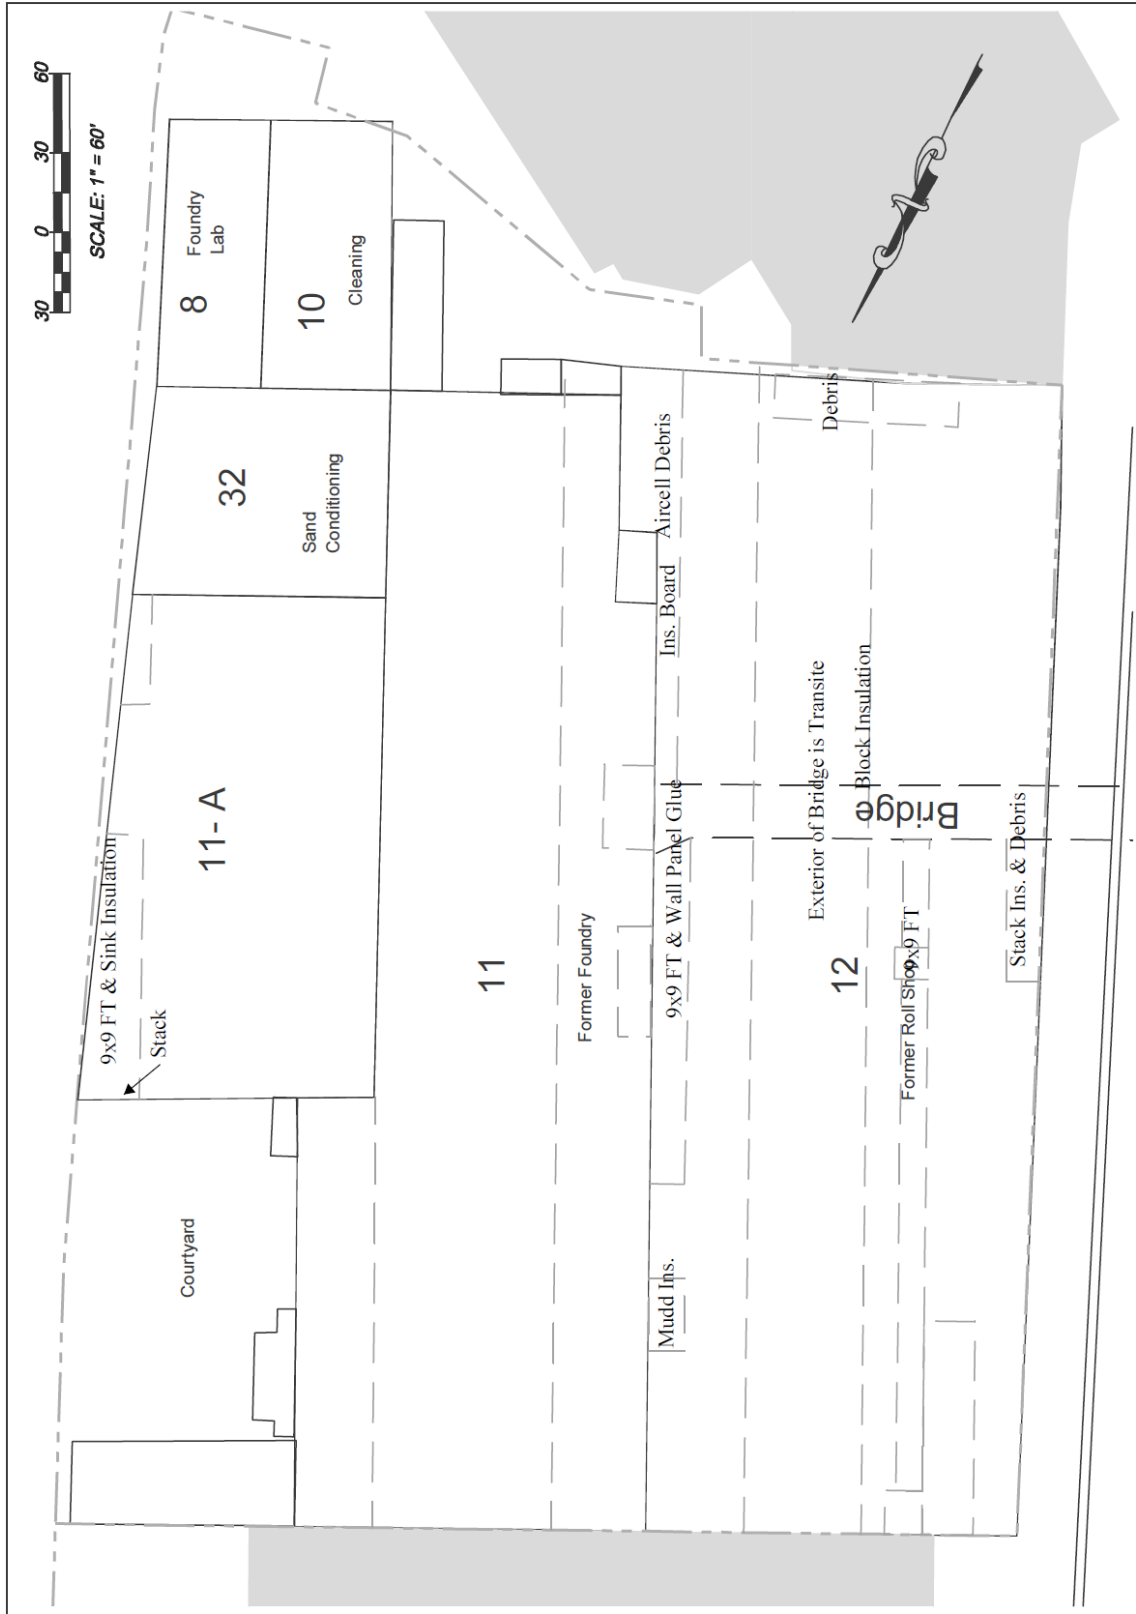 60
30
0
30
SCALE: 1" = 60'
Foundry
Lab
8
10
Cleaning
32
Sand
Conditioning
11- A
9x9 FT & Sink Insulation
Stack
Courtyard
11
Former Foundry
Aircell Debris
Ins. Board
9x9 FT & Wall Panel Glue
Mudd Ins.
Debris
Exterior of Bridge is Transite
Block Insulation
Bridge
12
Former Roll Shop
9x9 FT
Stack Ins. & Debris